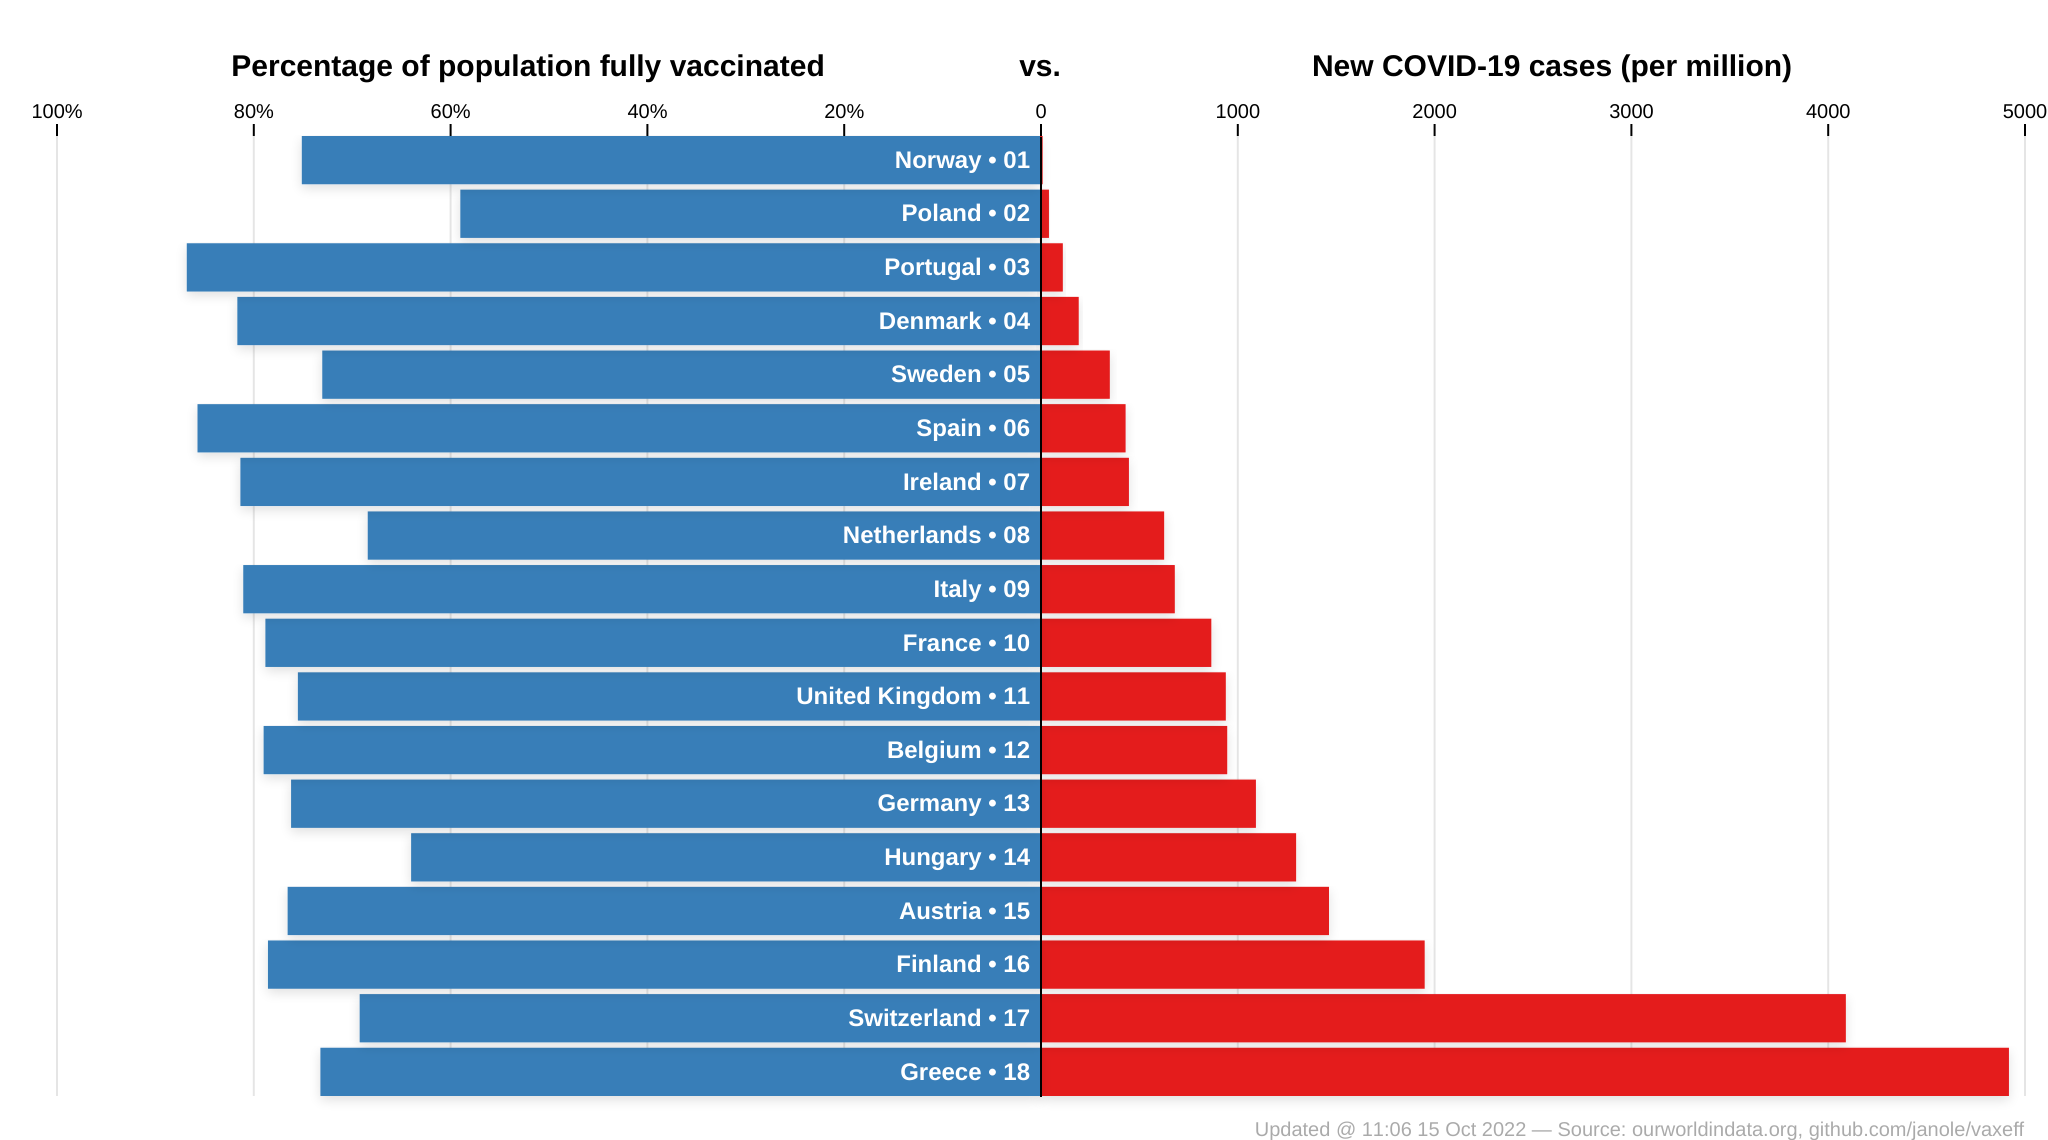 Percentage of population fully vaccinated vs. New COVID-19 cases (per million)
100% 80% 60% 40% 20% 0 1000 2000 3000 4000 5000
Norway • 01
Poland • 02
Portugal • 03
Denmark • 04
Sweden • 05
Spain • 06
Ireland • 07
Netherlands • 08
Italy • 09
France • 10
United Kingdom • 11
Belgium • 12
Germany • 13
Hungary • 14
Austria • 15
Finland • 16
Switzerland • 17
Greece • 18
Updated @ 11:06 15 Oct 2022 — Source: ourworldindata.org, github.com/janole/vaxeff